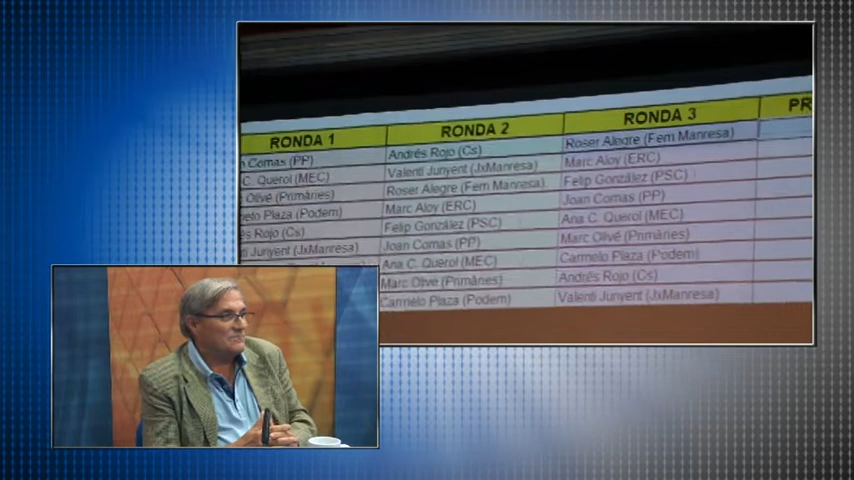 RONDA 1 RONDA 2 RONDA 3 PR
Comas (PP) Andrés Rojo (Cs) Roser Alegre (Fem Manresa)
C. Querol (MEC) Valentí Junyent (JxManresa) Marc Aloy (ERC)
Olivé (Primàries) Roser Alegre (Fem Manresa) Felip González (PSC)
Plaza (Podem) Marc Aloy (ERC) Joan Comas (PP)
Rojo (Cs) Felip González (PSC) Ana C. Querol (MEC)
Junyent (JxManresa) Joan Comas (PP) Marc Olivé (Primàries)
Ana C. Querol (MEC) Carmelo Plaza (Podem)
Marc Olivé (Primàries) Andrés Rojo (Cs)
Carmelo Plaza (Podem) Valentí Junyent (JxManresa)